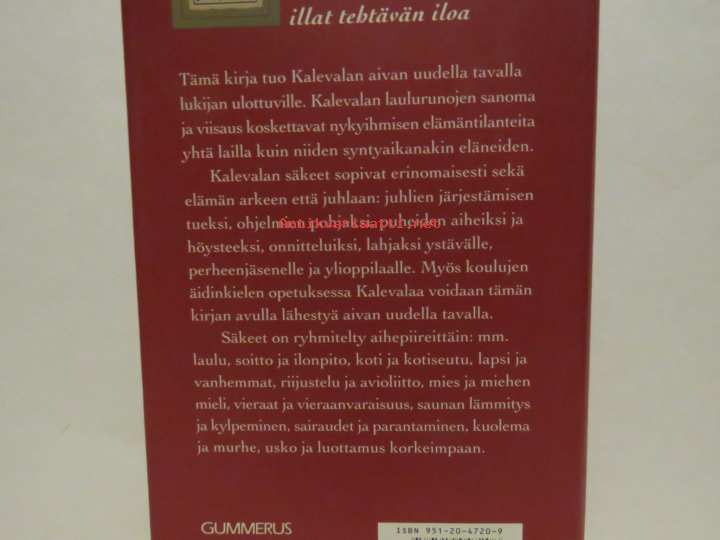 illat tehtävän iloa
Tämä kirja tuo Kalevalan aivan uudella tavalla
lukijan ulottuville. Kalevalan laulurunojen sanoma
ja viisaus koskettavat nykyihmisen elämäntilanteita
yhtä lailla kuin niiden syntyaikanakin eläneiden.
Kalevalan säkeet sopivat erinomaisesti sekä
elämän arkeen että juhlaan: juhlien järjestämisen
tueksi, ohjelmien pohjaksi, puheiden aiheiksi ja
höysteeksi, onnitteluiksi, lahjaksi ystävälle,
perheenjäsenelle ja ylioppilaalle. Myös koulujen
äidinkielen opetuksessa Kalevalaa voidaan tämän
kirjan avulla lähestyä aivan uudella tavalla.
Säkeet on ryhmitelty aihepiireittäin: mm.
laulu, soitto ja ilonpito, koti ja kotiseutu, lapsi ja
vanhemmat, riijustelu ja avioliitto, mies ja miehen
mieli, vieraat ja vieraanvaraisuus, saunan lämmitys
ja kylpeminen, sairaudet ja parantaminen, kuolema
ja murhe, usko ja luottamus korkeimpaan.
GUMMERUS
ISBN 951-20-4720-9